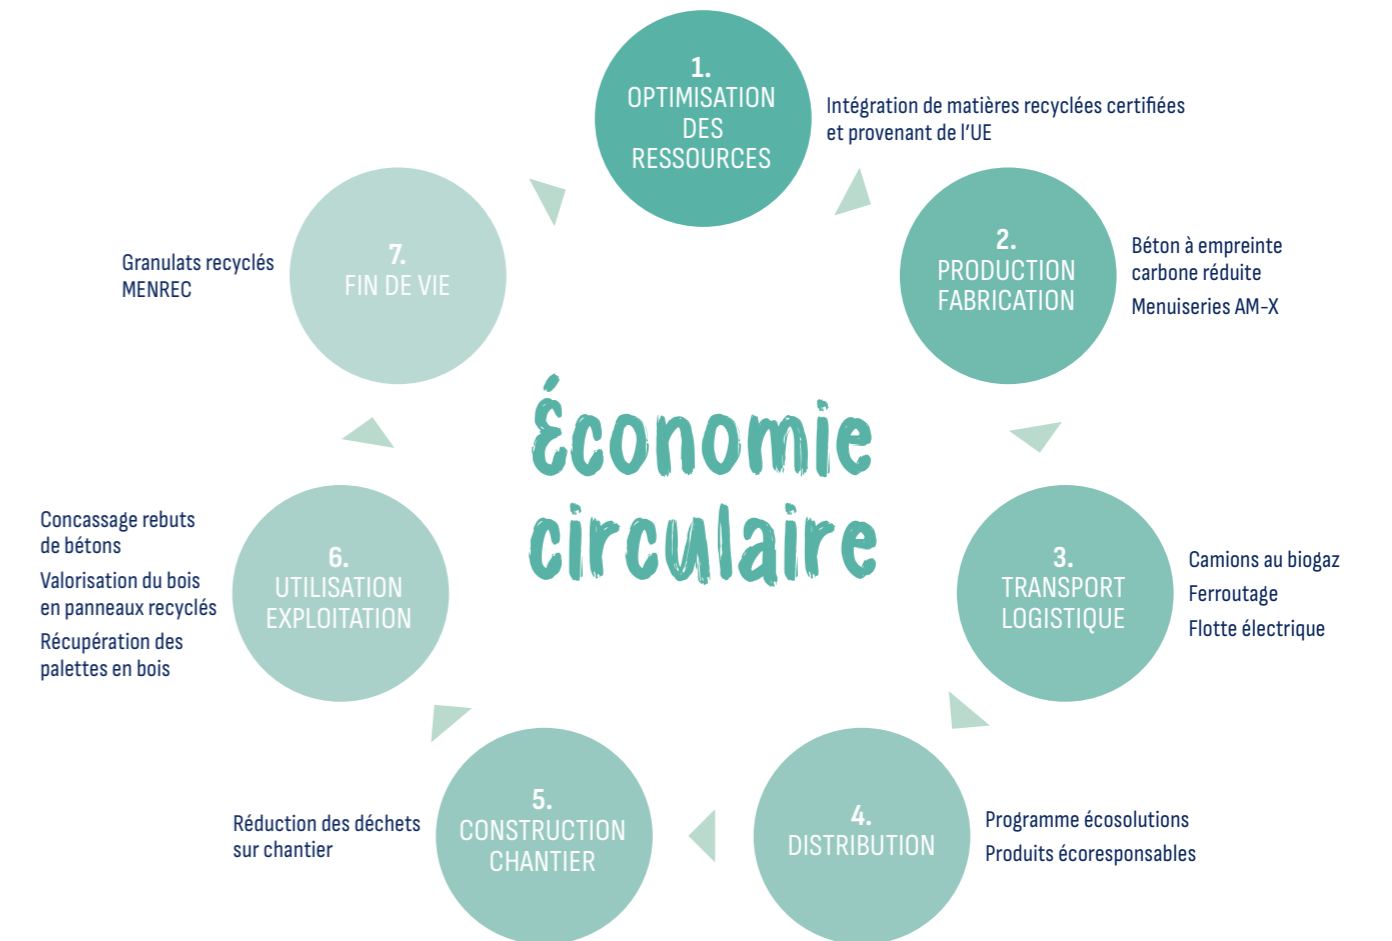 1.
OPTIMISATION
DES
RESSOURCES
Intégration de matières recyclées certifiées
et provenant de l'UE
2.
PRODUCTION
FABRICATION
Béton à empreinte
carbone réduite
Menuiseries AM-X
3.
TRANSPORT
LOGISTIQUE
Camions au biogaz
Ferroutage
Flotte électrique
4.
DISTRIBUTION
Programme écosolutions
Produits écoresponsables
5.
CONSTRUCTION
CHANTIER
Réduction des déchets
sur chantier
6.
UTILISATION
EXPLOITATION
Concassage rebuts
de bétons
Valorisation du bois
en panneaux recyclés
Récupération des
palettes en bois
7.
FIN DE VIE
Granulats recyclés
MENREC
Économie
circulaire